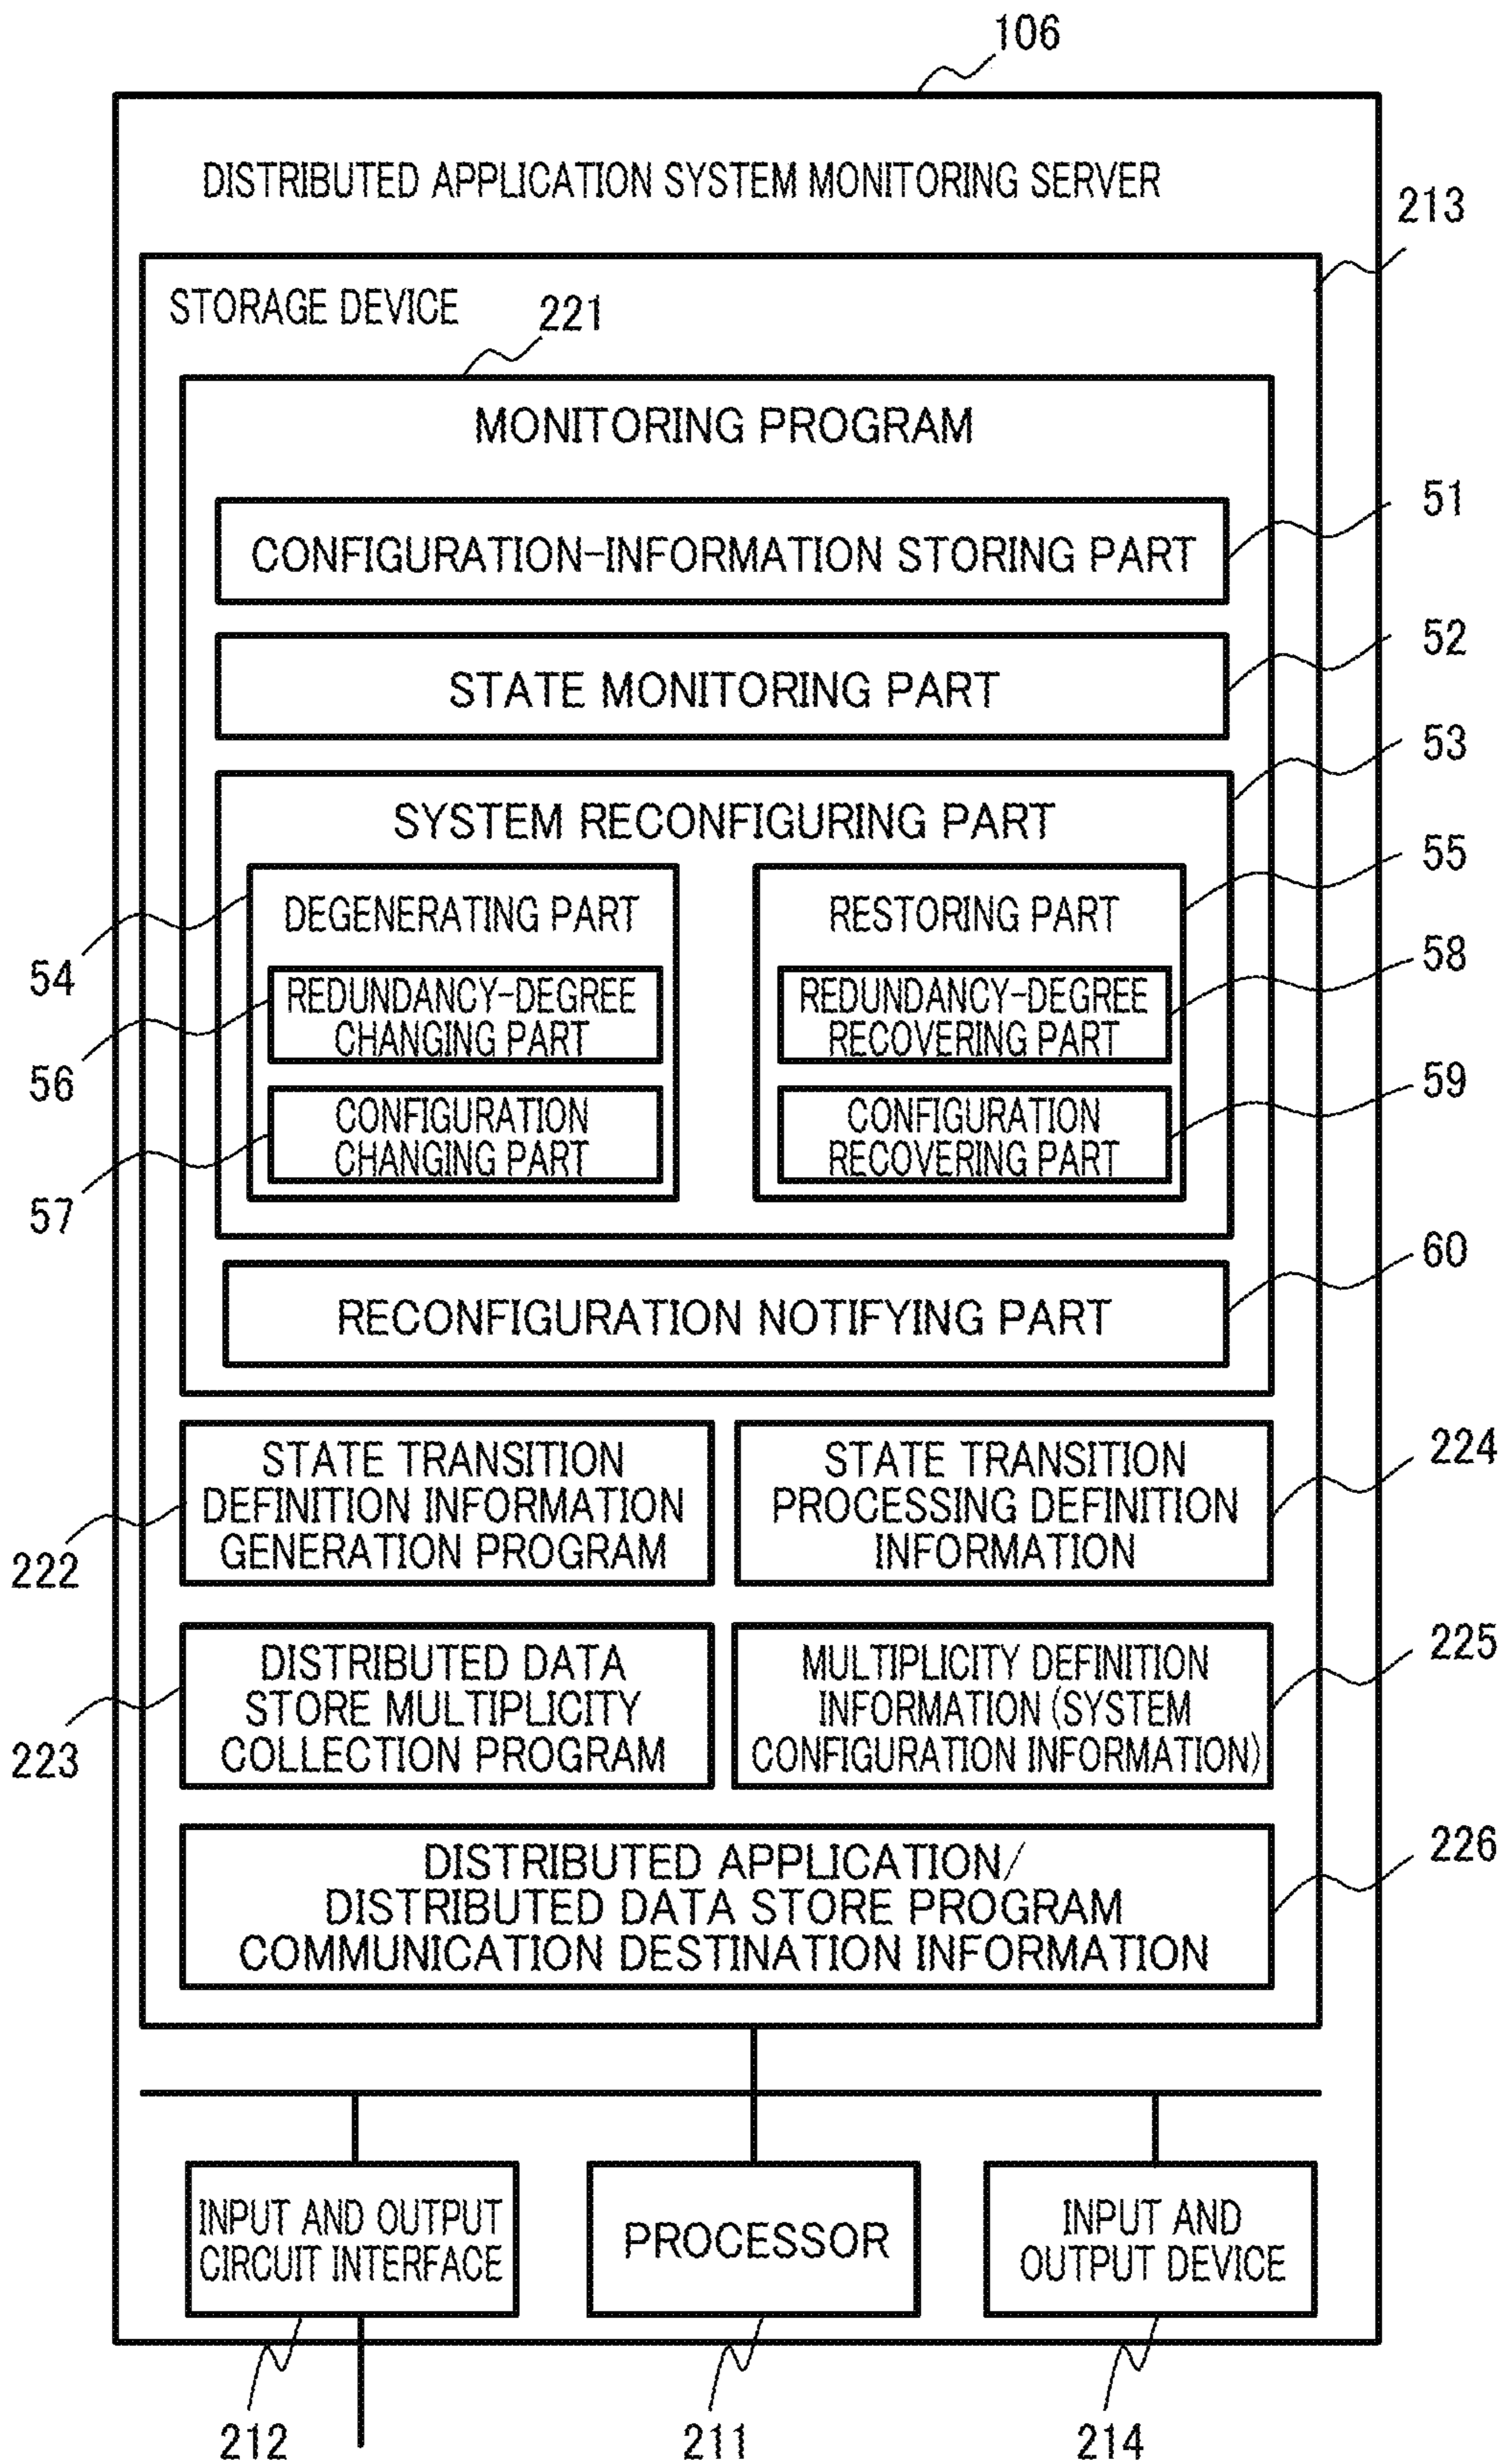 106
DISTRIBUTED APPLICATION SYSTEM MONITORING SERVER
213
STORAGE DEVICE
221
MONITORING PROGRAM
51
CONFIGURATION-INFORMATION STORING PART
52
STATE MONITORING PART
53
SYSTEM RECONFIGURING PART
55
54
DEGENERATING PART
RESTORING PART
58
56
REDUNDANCY-DEGREE
CHANGING PART
REDUNDANCY-DEGREE
RECOVERING PART
59
57
CONFIGURATION
CHANGING PART
CONFIGURATION
RECOVERING PART
60
RECONFIGURATION NOTIFYING PART
222
STATE TRANSITION
DEFINITION INFORMATION
GENERATION PROGRAM
STATE TRANSITION
PROCESSING DEFINITION
INFORMATION
224
223
DISTRIBUTED DATA
STORE MULTIPLICITY
COLLECTION PROGRAM
MULTIPLICITY DEFINITION
INFORMATION (SYSTEM
CONFIGURATION INFORMATION)
225
DISTRIBUTED APPLICATION/
DISTRIBUTED DATA STORE PROGRAM
COMMUNICATION DESTINATION INFORMATION
226
INPUT AND OUTPUT
CIRCUIT INTERFACE
PROCESSOR
INPUT AND
OUTPUT DEVICE
212
211
214